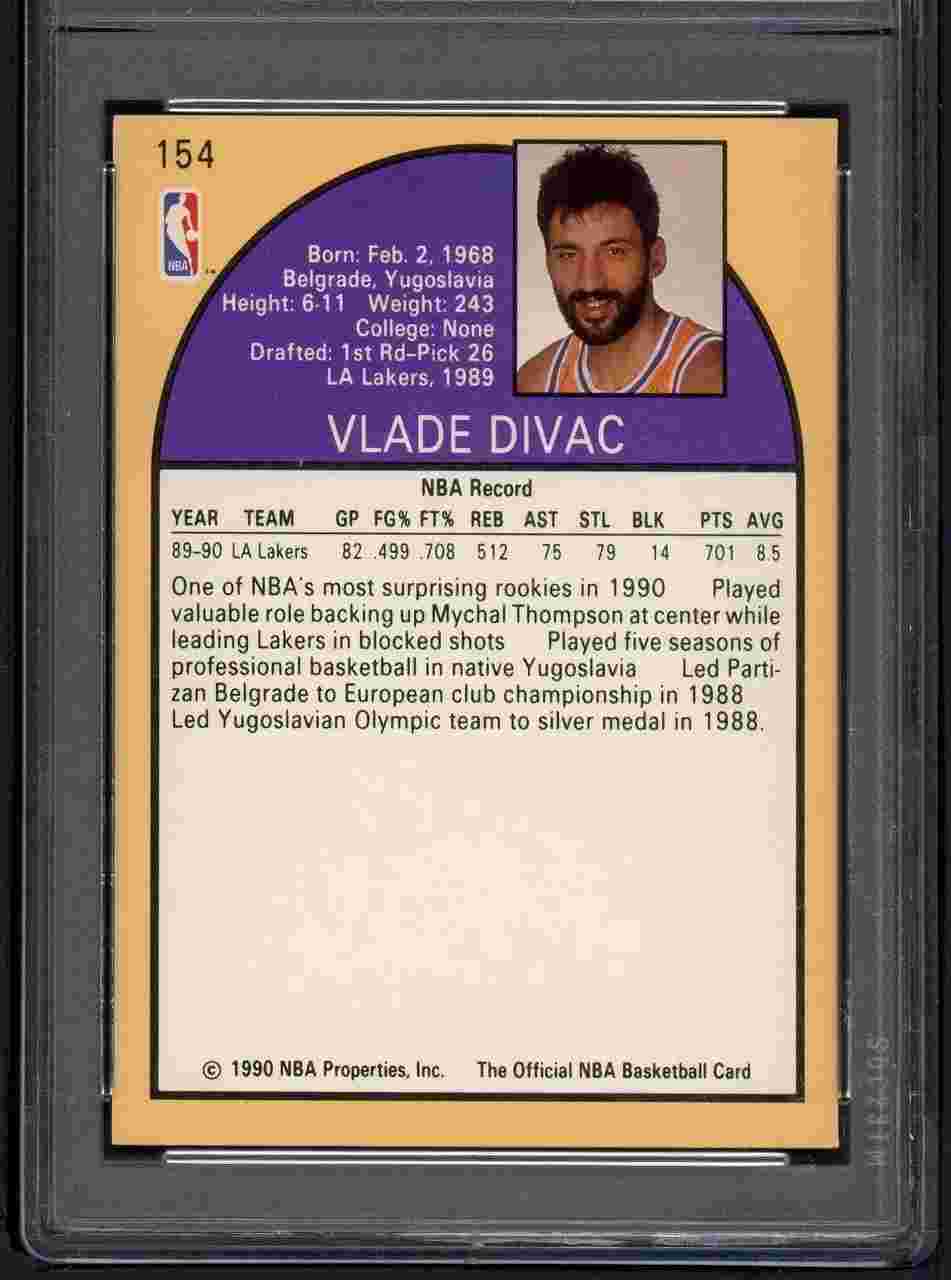 154
NBA
Born: Feb. 2, 1968
Belgrade, Yugoslavia
Height: 6-11 Weight: 243
College: None
Drafted: 1st Rd-Pick 26
LA Lakers, 1989
VLADE DIVAC
NBA Record
YEAR TEAM GP FG% FT% REB AST STL BLK PTS AVG
89-90 LA Lakers 82 .499 .708 512 75 79 14 701 8.5
One of NBA's most surprising rookies in 1990 Played
valuable role backing up Mychal Thompson at center while
leading Lakers in blocked shots Played five seasons of
professional basketball in native Yugoslavia Led Parti-
zan Belgrade to European club championship in 1988
Led Yugoslavian Olympic team to silver medal in 1988.
© 1990 NBA Properties, Inc. The Official NBA Basketball Card